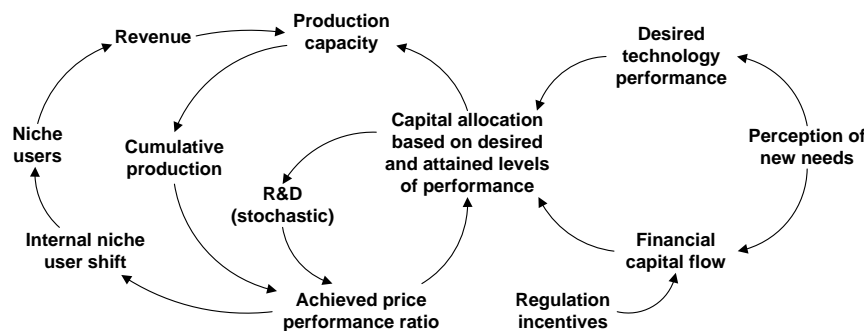 Revenue
Production
capacity
Desired
technology
performance
Niche
users
Cumulative
production
Capital allocation
based on desired
and attained levels
of performance
Perception of
new needs
R&D
(stochastic)
Internal niche
user shift
Financial
capital flow
Achieved price
performance ratio
Regulation
incentives